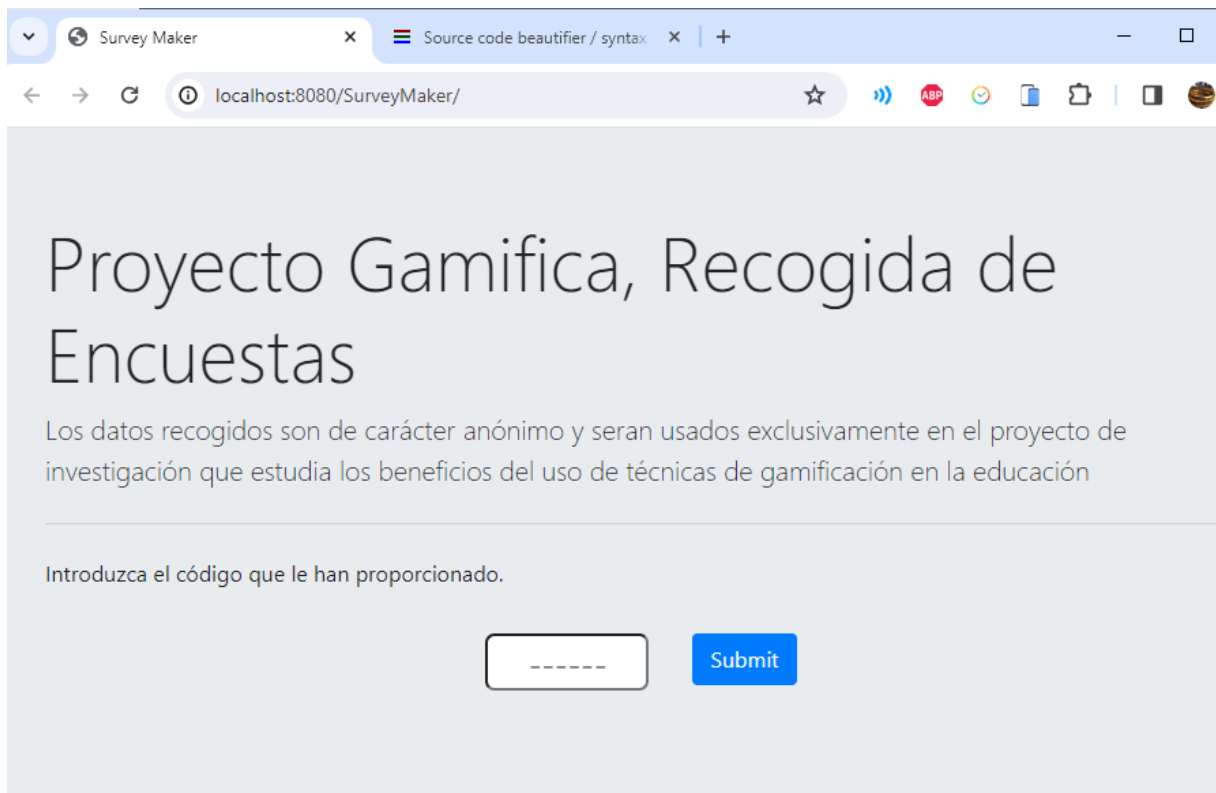 Survey Maker
Source code beautifier / syntax
localhost:8080/SurveyMaker/
ABP
Proyecto Gamifica, Recogida de
Encuestas
Los datos recogidos son de carácter anónimo y seran usados exclusivamente en el proyecto de
investigación que estudia los beneficios del uso de técnicas de gamificación en la educación
Introduzca el código que le han proporcionado.
______ Submit